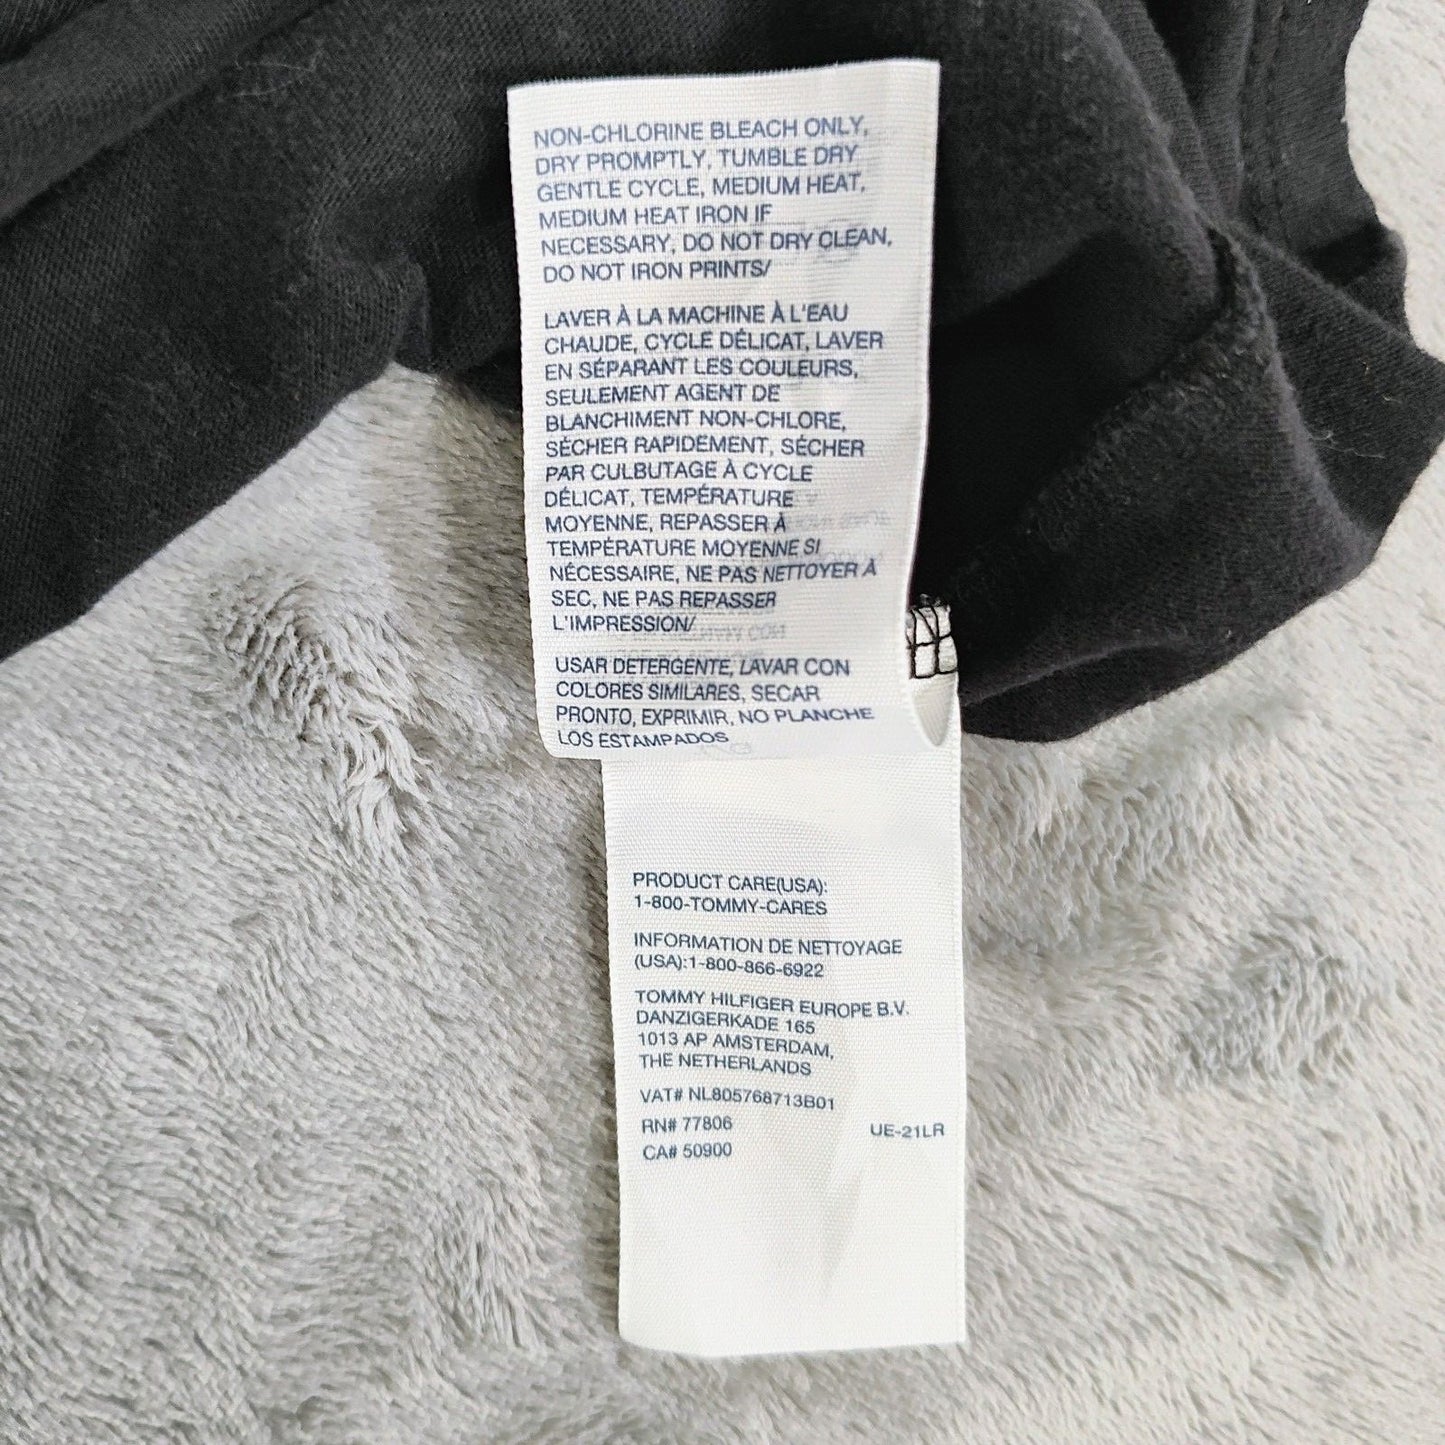 NON-CHLORINE BLEACH ONLY,
DRY PROMPTLY, TUMBLE DRY
GENTLE CYCLE, MEDIUM HEAT,
MEDIUM HEAT IRON IF
NECESSARY, DO NOT DRY CLEAN,
DO NOT IRON PRINTS/
LAVER À LA MACHINE À L'EAU
CHAUDE, CYCLE DÉLICAT, LAVER
EN SÉPARANT LES COULEURS,
SEULEMENT AGENT DE
BLANCHIMENT NON-CHLORE,
SÉCHER RAPIDEMENT, SÉCHER
PAR CULBUTAGE À CYCLE
DÉLICAT, TEMPÉRATURE
MOYENNE, REPASSER À
TEMPÉRATURE MOYENNE SI
NÉCESSAIRE, NE PAS NETTOYER À
SEC, NE PAS REPASSER
L'IMPRESSION/
USAR DETERGENTE, LAVAR CON
COLORES SIMILARES, SECAR
PRONTO, EXPRIMIR, NO PLANCHE
LOS ESTAMPADOS
PRODUCT CARE(USA):
1-800-TOMMY-CARES
INFORMATION DE NETTOYAGE
(USA):1-800-866-6922
TOMMY HILFIGER EUROPE B.V.
DANZIGERKADE 165
1013 AP AMSTERDAM,
THE NETHERLANDS
VAT# NL805768713B01
RN# 77806
UE-21LR
CA# 50900